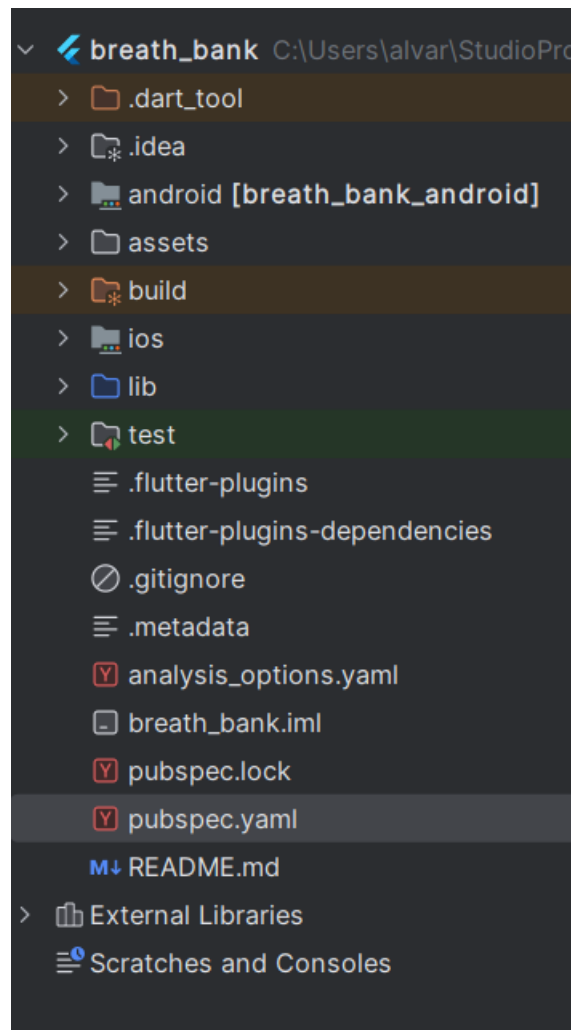 breath_bank C:\Users\alvar\StudioPro
.dart_tool
.idea
android [breath_bank_android]
assets
build
ios
lib
test
.flutter-plugins
.flutter-plugins-dependencies
.gitignore
.metadata
analysis_options.yaml
breath_bank.iml
pubspec.lock
pubspec.yaml
README.md
External Libraries
Scratches and Consoles